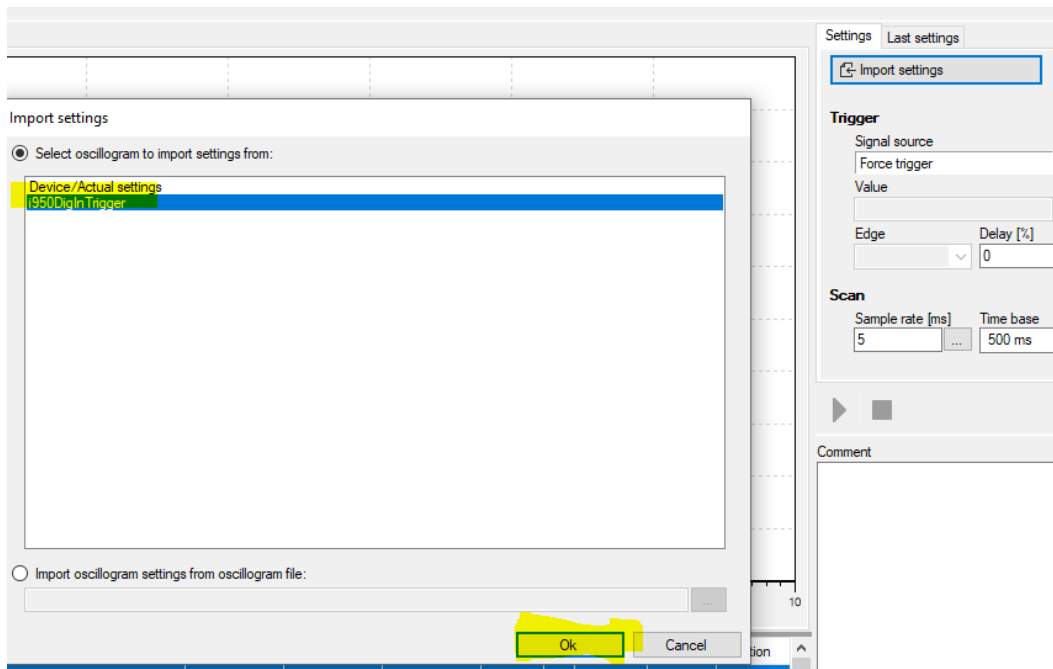 Settings
Last settings
Import settings
Import settings
Trigger
Select oscillogram to import settings from:
Signal source
Force trigger
Device/Actual settings
i950DigInTrigger
Value
Edge
Delay [%]
0
Scan
Sample rate [ms]
Time base
5
...
500 ms
Comment
Import oscillogram settings from oscillogram file:
...
10
Ok
Cancel
tion